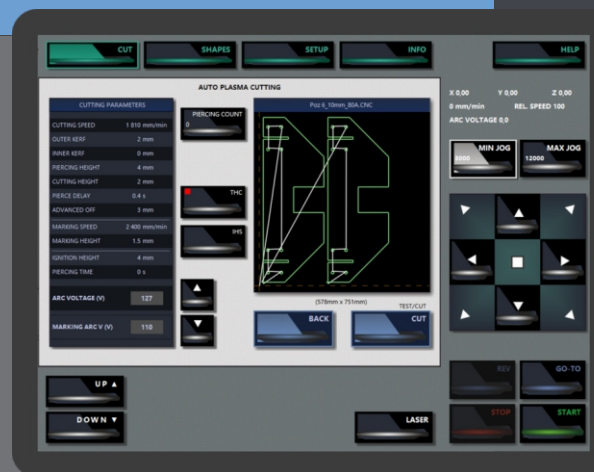 CUT
SHAPES
SETUP
INFO
HELP
AUTO PLASMA CUTTING
CUTTING PARAMETERS
CUTTING SPEED 1 810 mm/min
OUTER KERF 2 mm
INNER KERF 0 mm
PIERCING HEIGHT 4 mm
CUTTING HEIGHT 2 mm
PIERCE DELAY 0.4 s
ADVANCED OFF 3 mm
MARKING SPEED 2 400 mm/min
MARKING HEIGHT 1.5 mm
IGNITION HEIGHT 4 mm
PIERCING TIME 0 s
ARC VOLTAGE (V) 127
MARKING ARC V (V) 110
PIERCING COUNT
0
THC
IHS
Poz 6_10mm_80A.CNC
(578mm x 751mm)
TEST/CUT
BACK
CUT
X 0,00 Y 0,00 Z 0,00
0 mm/min REL. SPEED 100
ARC VOLTAGE 0,0
MIN JOG
8000
MAX JOG
12000
REV
GO-TO
STOP
START
UP
DOWN
LASER